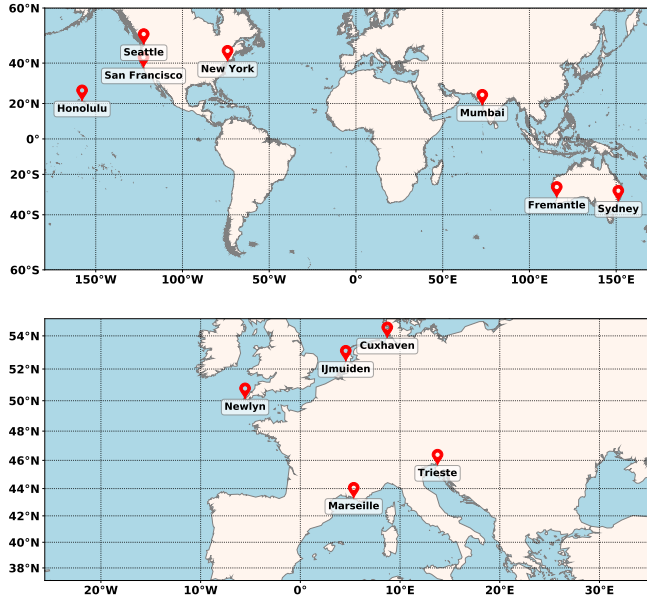 60°N
Seattle
New York
40°N
San Francisco
Honolulu
20°N
Mumbai
0°
20°S
Fremantle
Sydney
40°S
60°S
150°W 100°W 50°W 0° 50°E 100°E 150°E
54°N
Cuxhaven
52°N
IJmuiden
50°N
Newlyn
48°N
46°N
Trieste
44°N
Marseille
42°N
40°N
38°N
20°W 10°W 0° 10°E 20°E 30°E